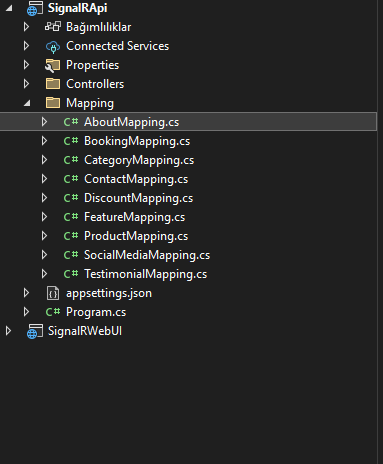 SignalRApi
Bağımlılıklar
Connected Services
Properties
Controllers
Mapping
C# AboutMapping.cs
C# BookingMapping.cs
C# CategoryMapping.cs
C# ContactMapping.cs
C# DiscountMapping.cs
C# FeatureMapping.cs
C# ProductMapping.cs
C# SocialMediaMapping.cs
C# TestimonialMapping.cs
appsettings.json
C# Program.cs
SignalRWebUI